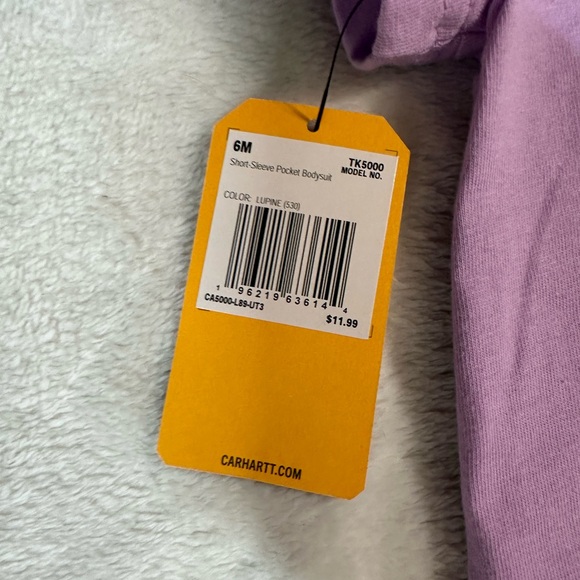 6M
TK5000
Short-Sleeve Pocket Bodysuit MODEL NO.
COLOR: LUPINE (530)
1 96219 63614 4
CA5000-L89-UT3
$11.99
CARHARTT.COM